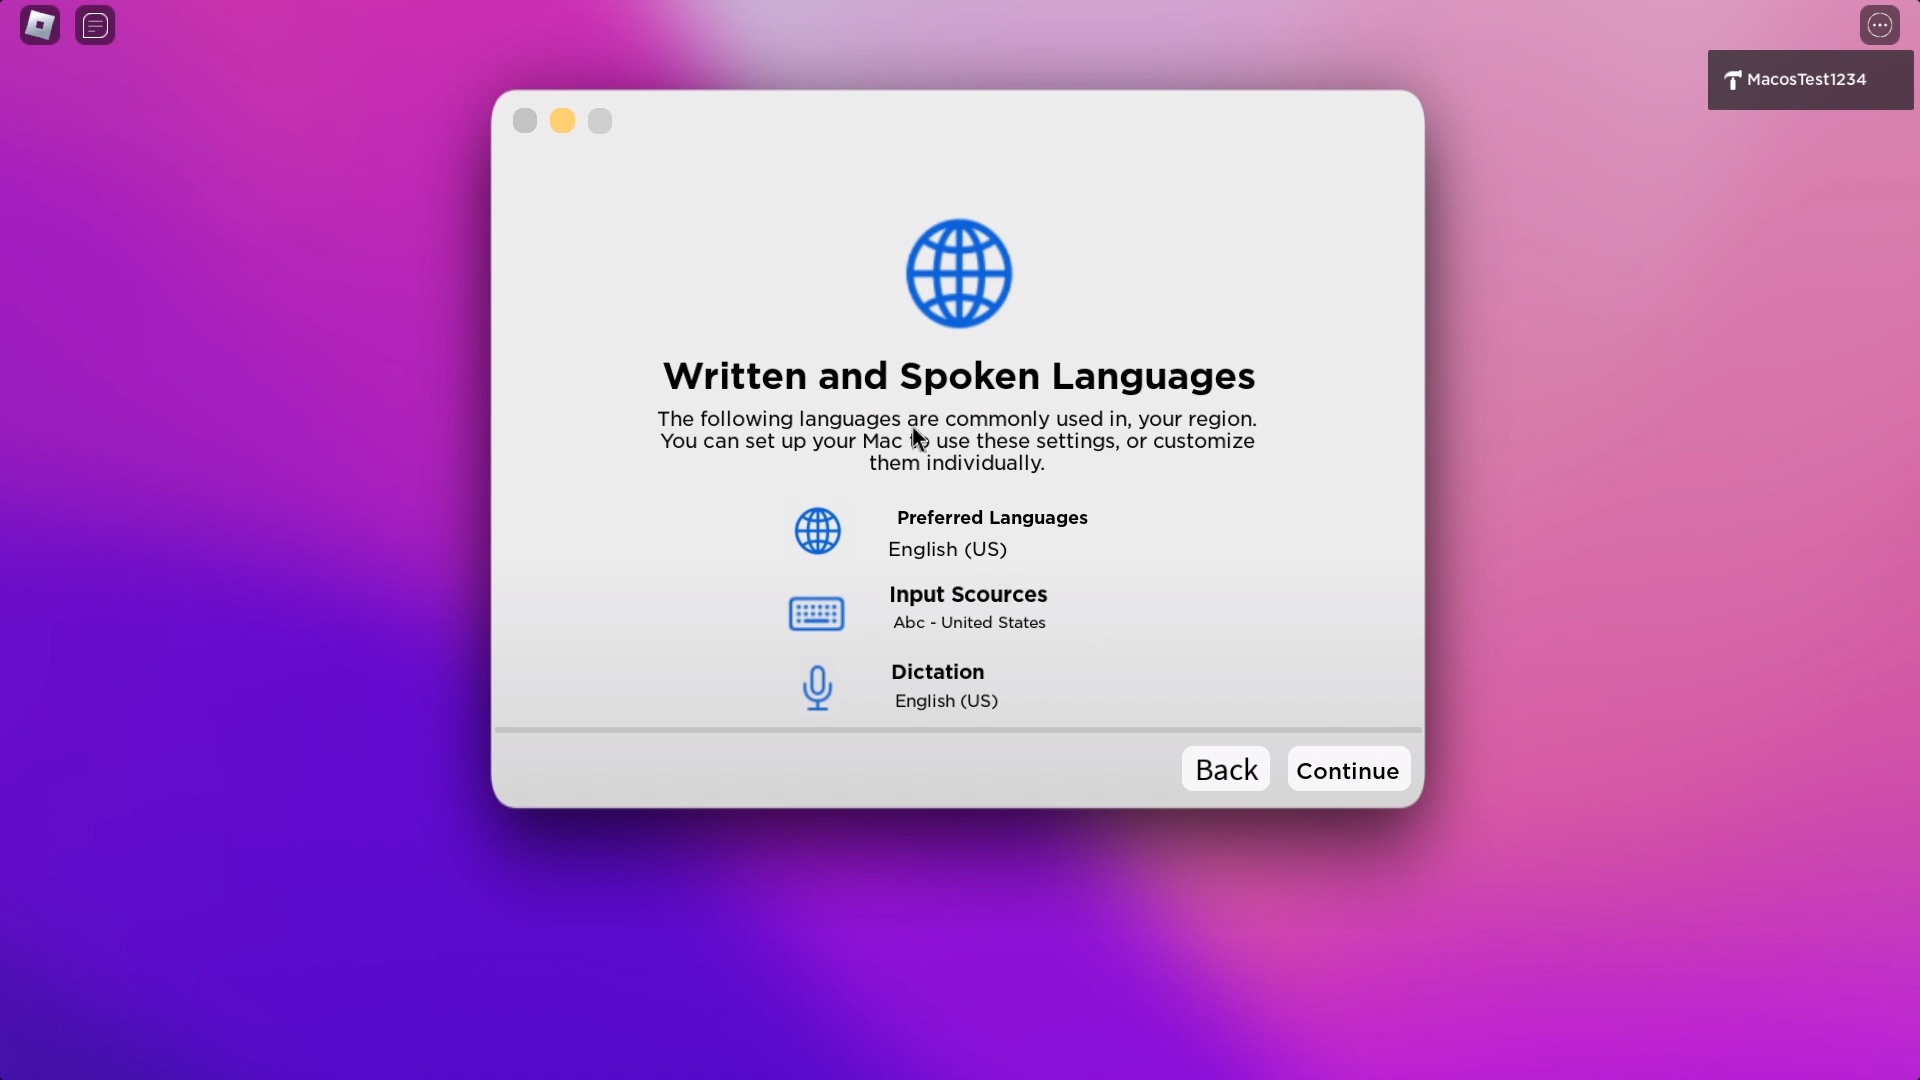 MacosTest1234
Written and Spoken Languages
The following languages are commonly used in, your region.
You can set up your Mac to use these settings, or customize
them individually.
Preferred Languages
English (US)
Input Scources
Abc - United States
Dictation
English (US)
Back
Continue